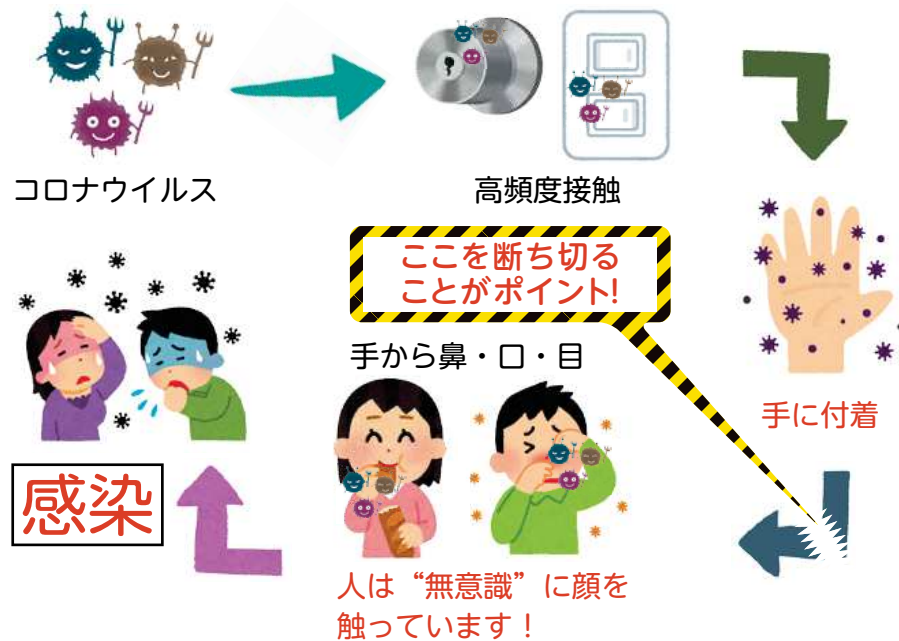 コロナウイルス
高頻度接触
ここを断ち切る
ことがポイント!
手から鼻・口・目
手に付着
感染
人は“無意識”に顔を
触っています！